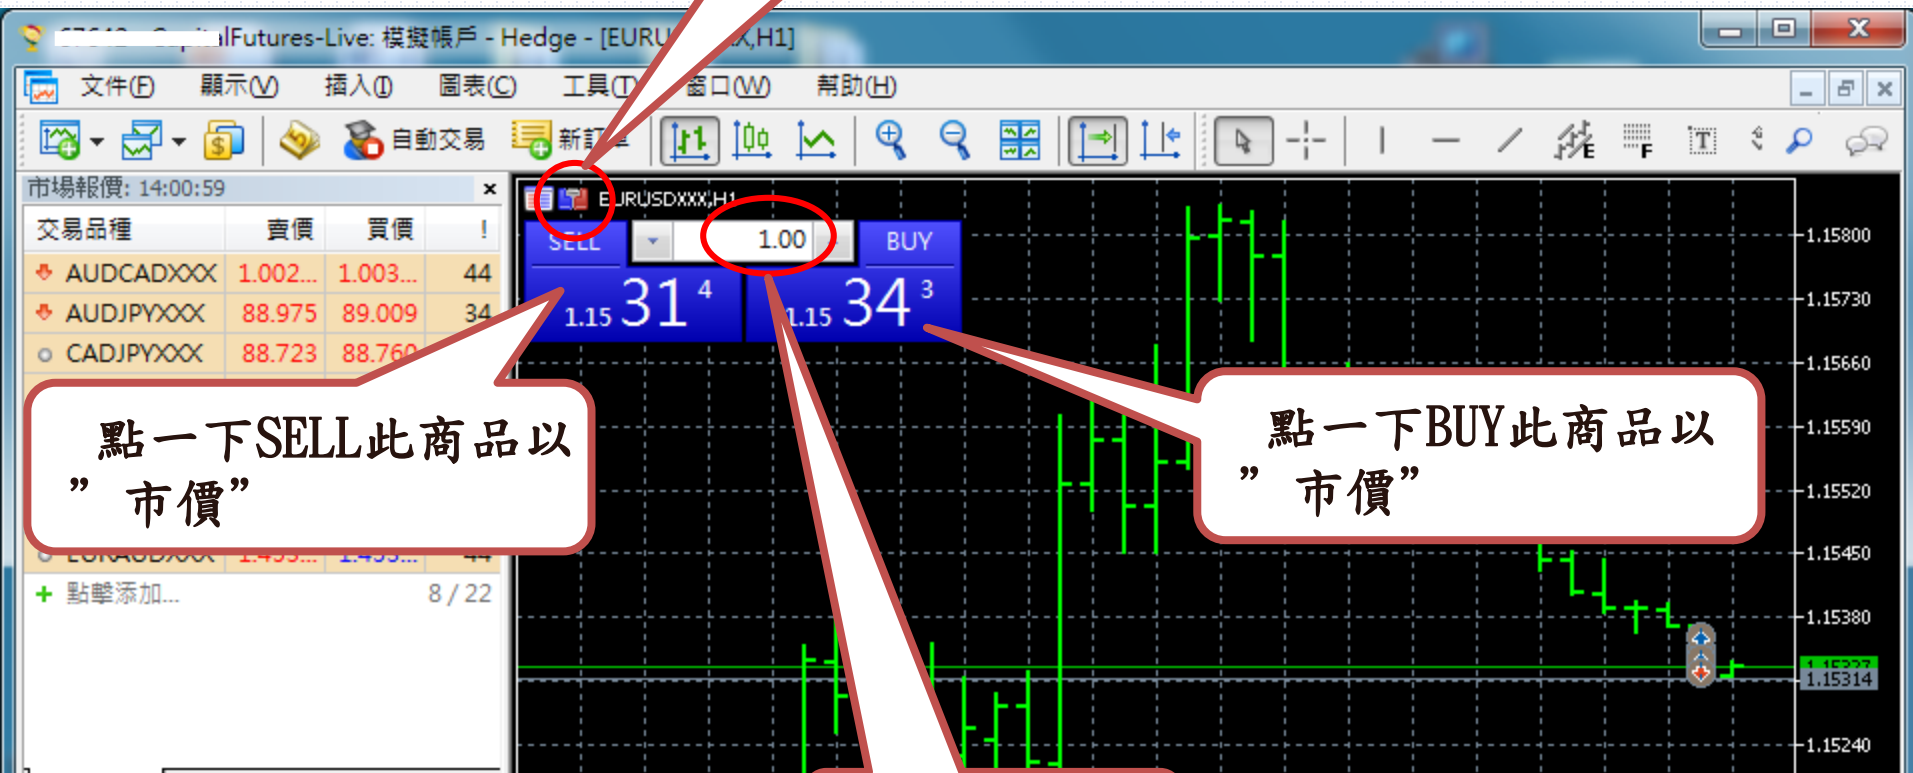 lFutures-Live: 模擬帳戶 - Hedge - [EURU ,H1]
文件(F) 顯示(V) 插入(I) 圖表(C) 工具(T) 窗口(W) 幫助(H)
自動交易 新訂單
E F T
市場報價: 14:00:59
交易品種 賣價 買價 !
AUDCADXXX 1.002... 1.003... 44
AUDJPYXXX 88.975 89.009 34
CADJPYXXX 88.723 88.760
點擊添加... 8 / 22
EURUSDXXX,H1
SELL 1.00 BUY
1.15 31 4 1.15 34 3
點一下SELL此商品以
”市價”
點一下BUY此商品以
”市價”
1.15800
1.15730
1.15660
1.15590
1.15520
1.15450
1.15380
1.15314
1.15240